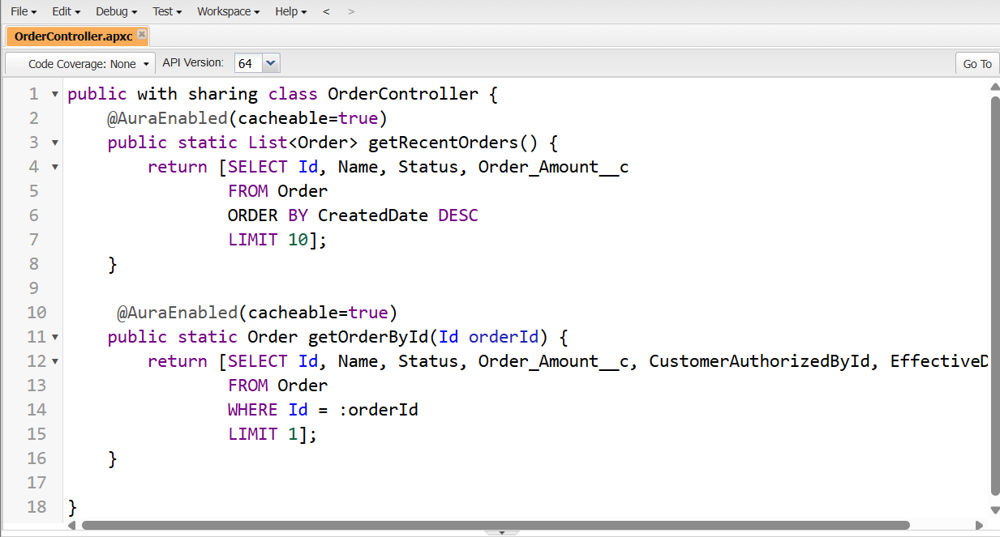 File Edit Debug Test Workspace Help < >
OrderController.apxc
Code Coverage: None API Version: 64 Go To
1 public with sharing class OrderController {
2 @AuraEnabled(cacheable=true)
3 public static List<Order> getRecentOrders() {
4 return [SELECT Id, Name, Status, Order_Amount__c
5 FROM Order
6 ORDER BY CreatedDate DESC
7 LIMIT 10];
8 }
9
10 @AuraEnabled(cacheable=true)
11 public static Order getOrderById(Id orderId) {
12 return [SELECT Id, Name, Status, Order_Amount__c, CustomerAuthorizedById, EffectiveD
13 FROM Order
14 WHERE Id = :orderId
15 LIMIT 1];
16 }
17
18 }